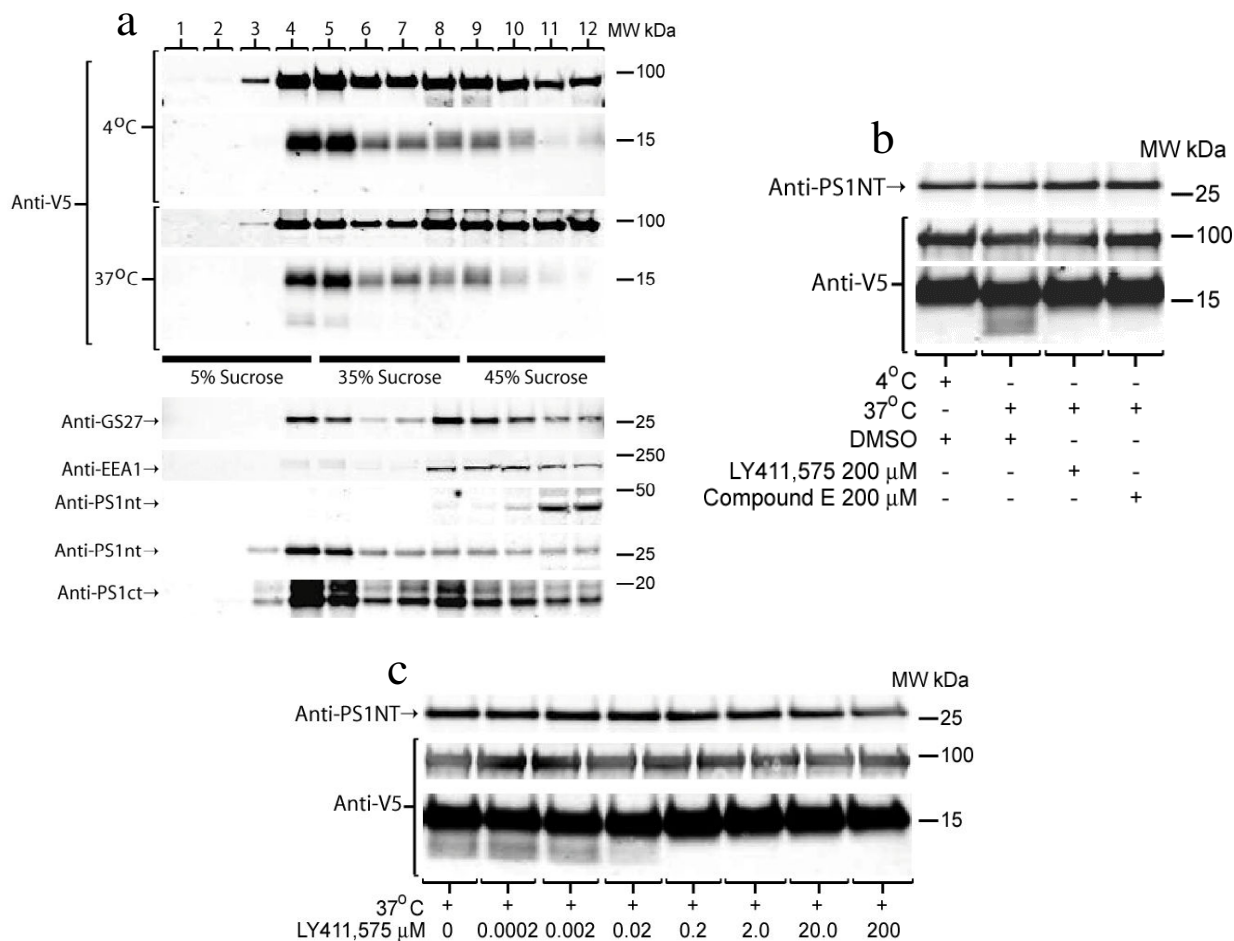 a
1 2 3 4 5 6 7 8 9 10 11 12 MW kDa
100
4°C
15
Anti-V5
100
37°C
15
5% Sucrose 35% Sucrose 45% Sucrose
Anti-GS27→ 25
Anti-EEA1→ 250
Anti-PS1nt→ 50
Anti-PS1nt→ 25
Anti-PS1ct→ 20
b
MW kDa
Anti-PS1NT→ 25
100
Anti-V5
15
4°C + - - -
37°C - + + +
DMSO + + - -
LY411,575 200 μM - - + -
Compound E 200 μM - - - +
c
MW kDa
Anti-PS1NT→ 25
100
Anti-V5
15
37°C + + + + + + + +
LY411,575 μM 0 0.0002 0.002 0.02 0.2 2.0 20.0 200